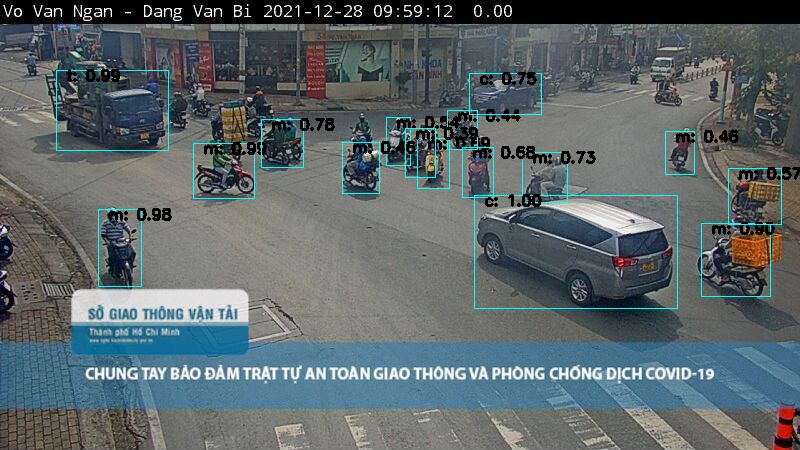 Vo Van Ngan - Dang Van Bi 2021-12-28 09:59:12 0.00
t: 0.99
c: 0.75
m: 0.44
m: 0.78
m: 0.99
m: 0.68
m: 0.73
m: 0.46
m: 0.57
m: 0.98
c: 1.00
m: 0.90
SỞ GIAO THÔNG VẬN TẢI
Thành phố Hồ Chí Minh
CHUNG TAY BẢO ĐẢM TRẬT TỰ AN TOÀN GIAO THÔNG VÀ PHÒNG CHỐNG DỊCH COVID-19